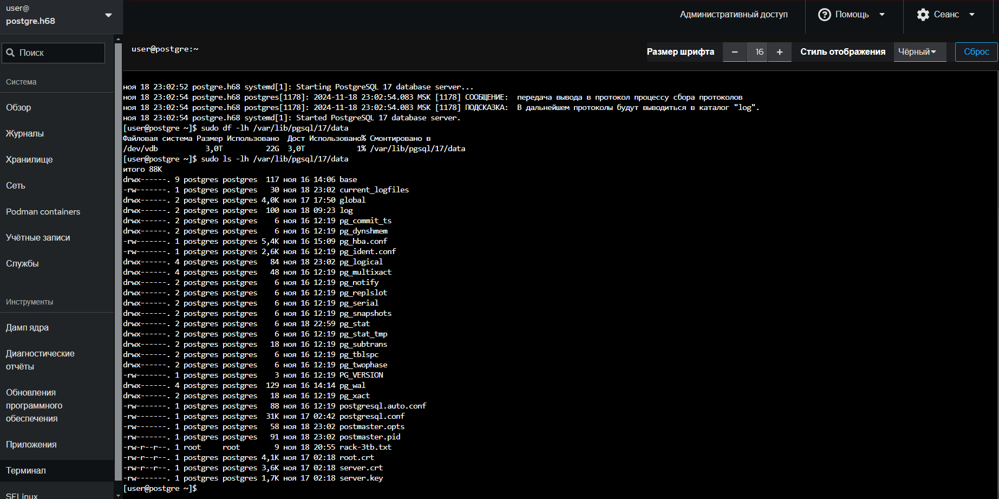 user@
postgre.h68
Административный доступ
Помощь
Сеанс
Поиск
Система
Обзор
Журналы
Хранилище
Сеть
Podman containers
Учётные записи
Службы
Инструменты
Дамп ядра
Диагностические
отчёты
Обновления
программного
обеспечения
Приложения
Терминал
SELinux
user@postgre:~
Размер шрифта
− 16 +
Стиль отображения
Чёрный
Сброс
ноя 18 23:02:52 postgre.h68 systemd[1]: Starting PostgreSQL 17 database server...
ноя 18 23:02:54 postgre.h68 postgres[1178]: 2024-11-18 23:02:54.083 MSK [1178] СООБЩЕНИЕ:  передача вывода в протокол процессу сбора протоколов
ноя 18 23:02:54 postgre.h68 postgres[1178]: 2024-11-18 23:02:54.083 MSK [1178] ПОДСКАЗКА:  В дальнейшем протоколы будут выводиться в каталог "log".
ноя 18 23:02:54 postgre.h68 systemd[1]: Started PostgreSQL 17 database server.
[user@postgre ~]$ sudo df -lh /var/lib/pgsql/17/data
Файловая система Размер Использовано  Дост Использовано% Смонтировано в
/dev/vdb           3,0T          22G  3,0T            1% /var/lib/pgsql/17/data
[user@postgre ~]$ sudo ls -lh /var/lib/pgsql/17/data
итого 88K
drwx------. 9 postgres postgres  117 ноя 16 14:06 base
-rw-------. 1 postgres postgres   30 ноя 18 23:02 current_logfiles
drwx------. 2 postgres postgres 4,0K ноя 17 17:50 global
drwx------. 2 postgres postgres  100 ноя 18 09:23 log
drwx------. 2 postgres postgres    6 ноя 16 12:19 pg_commit_ts
drwx------. 2 postgres postgres    6 ноя 16 12:19 pg_dynshmem
-rw-------. 1 postgres postgres 5,4K ноя 16 15:09 pg_hba.conf
-rw-------. 1 postgres postgres 2,6K ноя 16 12:19 pg_ident.conf
drwx------. 4 postgres postgres   84 ноя 18 23:02 pg_logical
drwx------. 4 postgres postgres   48 ноя 16 12:19 pg_multixact
drwx------. 2 postgres postgres    6 ноя 16 12:19 pg_notify
drwx------. 2 postgres postgres    6 ноя 16 12:19 pg_replslot
drwx------. 2 postgres postgres    6 ноя 16 12:19 pg_serial
drwx------. 2 postgres postgres    6 ноя 16 12:19 pg_snapshots
drwx------. 2 postgres postgres    6 ноя 18 22:59 pg_stat
drwx------. 2 postgres postgres    6 ноя 16 12:19 pg_stat_tmp
drwx------. 2 postgres postgres   18 ноя 16 12:19 pg_subtrans
drwx------. 2 postgres postgres    6 ноя 16 12:19 pg_tblspc
drwx------. 2 postgres postgres    6 ноя 16 12:19 pg_twophase
-rw-------. 1 postgres postgres    3 ноя 16 12:19 PG_VERSION
drwx------. 4 postgres postgres  129 ноя 16 14:14 pg_wal
drwx------. 2 postgres postgres   18 ноя 16 12:19 pg_xact
-rw-------. 1 postgres postgres   88 ноя 16 12:19 postgresql.auto.conf
-rw-------. 1 postgres postgres  31K ноя 17 02:42 postgresql.conf
-rw-------. 1 postgres postgres   58 ноя 18 23:02 postmaster.opts
-rw-------. 1 postgres postgres   91 ноя 18 23:02 postmaster.pid
-rw-r--r--. 1 root     root        9 ноя 18 20:55 rack-3tb.txt
-rw-r--r--. 1 postgres postgres 4,1K ноя 17 02:18 root.crt
-rw-r--r--. 1 postgres postgres 3,6K ноя 17 02:18 server.crt
-rw-------. 1 postgres postgres 1,7K ноя 17 02:18 server.key
[user@postgre ~]$